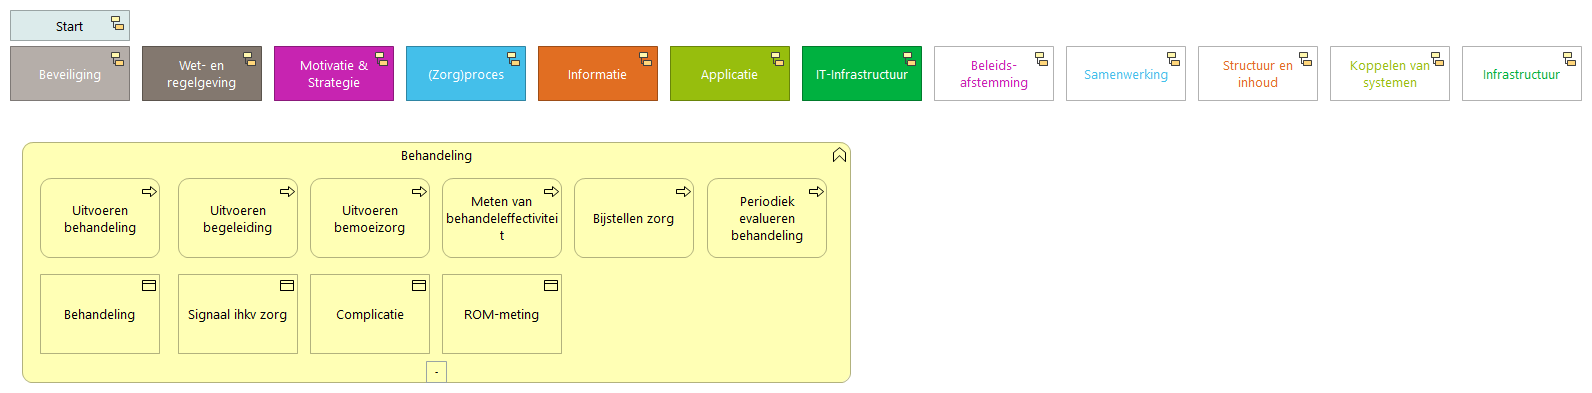 Start
Beveiliging
Wet- en
regelgeving
Motivatie &
Strategie
(Zorg)proces
Informatie
Applicatie
IT-Infrastructuur
Beleids-
afstemming
Samenwerking
Structuur en
inhoud
Koppelen van
systemen
Infrastructuur
Behandeling
Uitvoeren
behandeling
Uitvoeren
begeleiding
Uitvoeren
bemoeizorg
Meten van
behandeleffectivitei
t
Bijstellen zorg
Periodiek
evalueren
behandeling
Behandeling
Signaal ihkv zorg
Complicatie
ROM-meting
-